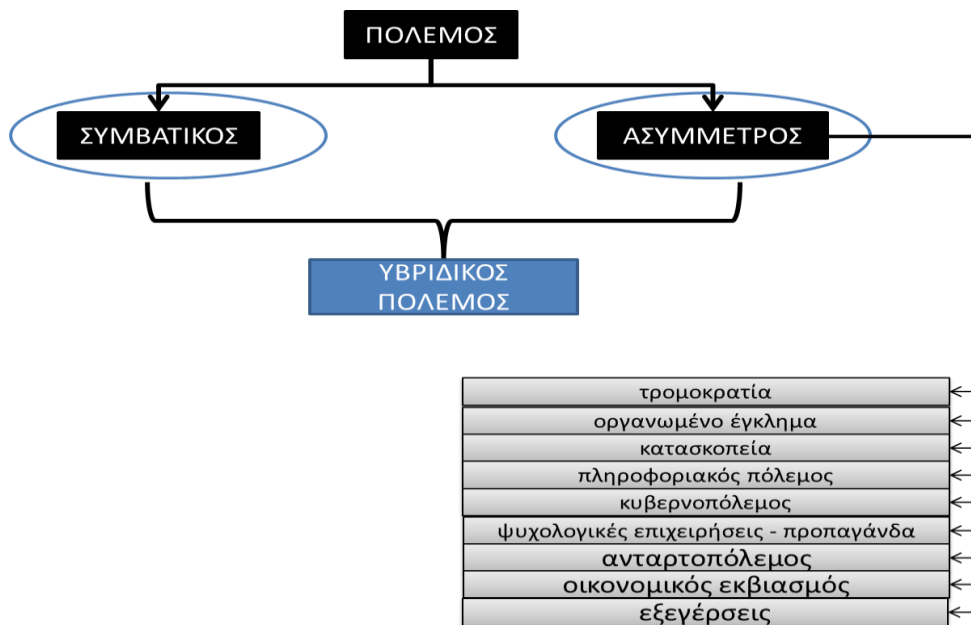 ΠΟΛΕΜΟΣ
ΣΥΜΒΑΤΙΚΟΣ
ΑΣΥΜΜΕΤΡΟΣ
ΥΒΡΙΔΙΚΟΣ
ΠΟΛΕΜΟΣ
τρομοκρατία
οργανωμένο έγκλημα
κατασκοπεία
πληροφοριακός πόλεμος
κυβερνοπόλεμος
ψυχολογικές επιχειρήσεις - προπαγάνδα
ανταρτοπόλεμος
οικονομικός εκβιασμός
εξεγέρσεις